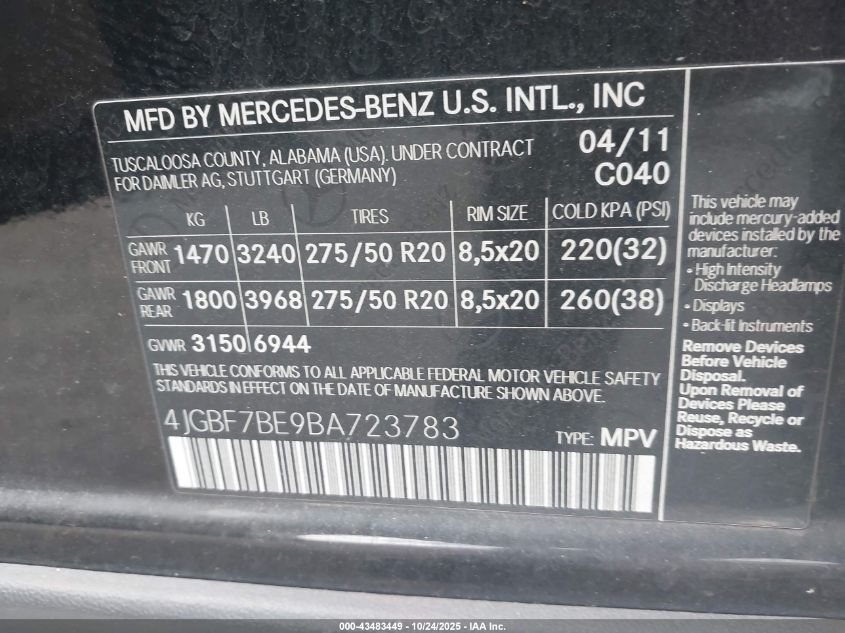 MFD BY MERCEDES-BENZ U.S. INTL., INC
TUSCALOOSA COUNTY, ALABAMA (USA). UNDER CONTRACT
FOR DAIMLER AG, STUTTGART (GERMANY)
04/11
C040
KG LB TIRES RIM SIZE COLD KPA (PSI)
GAWR FRONT 1470 3240 275/50 R20 8,5x20 220(32)
GAWR REAR 1800 3968 275/50 R20 8,5x20 260(38)
GVWR 3150 6944
THIS VEHICLE CONFORMS TO ALL APPLICABLE FEDERAL MOTOR VEHICLE SAFETY
STANDARDS IN EFFECT ON THE DATE OF MANUFACTURE SHOWN ABOVE.
4JGBF7BE9BA723783
TYPE: MPV
This vehicle may
include mercury-added
devices installed by the
manufacturer:
• High Intensity
Discharge Headlamps
• Displays
• Back-lit Instruments
Remove Devices
Before Vehicle
Disposal.
Upon Removal of
Devices Please
Reuse, Recycle or
Dispose as
Hazardous Waste.
000-43483449 - 10/24/2025 - IAA Inc.